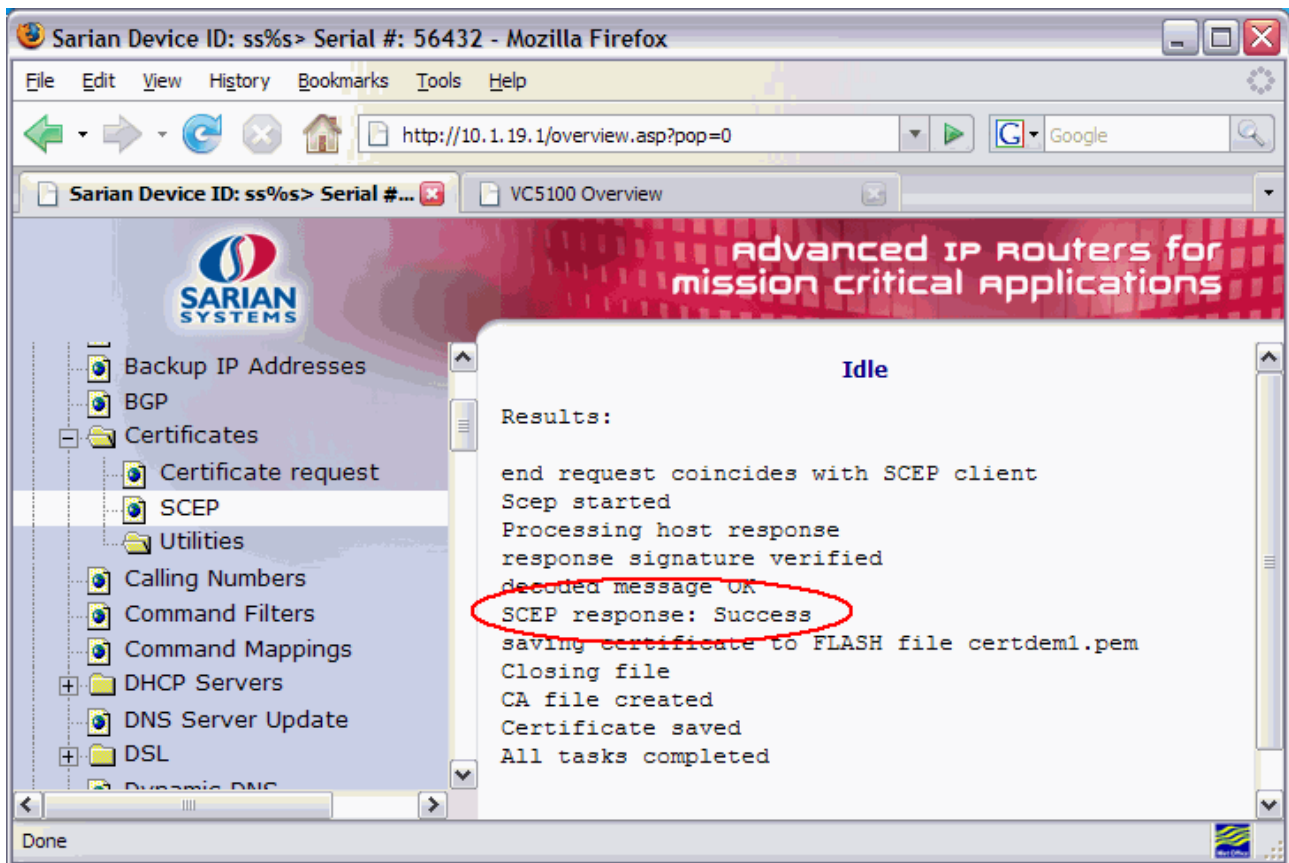 Sarian Device ID: ss%s> Serial #: 56432 - Mozilla Firefox
File Edit View History Bookmarks Tools Help
http://10.1.19.1/overview.asp?pop=0
G Google
Sarian Device ID: ss%s> Serial #...
VC5100 Overview
SARIAN
SYSTEMS
Advanced IP Routers for
mission critical Applications
Backup IP Addresses
BGP
Certificates
Certificate request
SCEP
Utilities
Calling Numbers
Command Filters
Command Mappings
DHCP Servers
DNS Server Update
DSL
Dynamic DNS
Idle
Results:
end request coincides with SCEP client
Scep started
Processing host response
response signature verified
decoded message OK
SCEP response: Success
saving certificate to FLASH file certdem1.pem
Closing file
CA file created
Certificate saved
All tasks completed
Done
Met Office